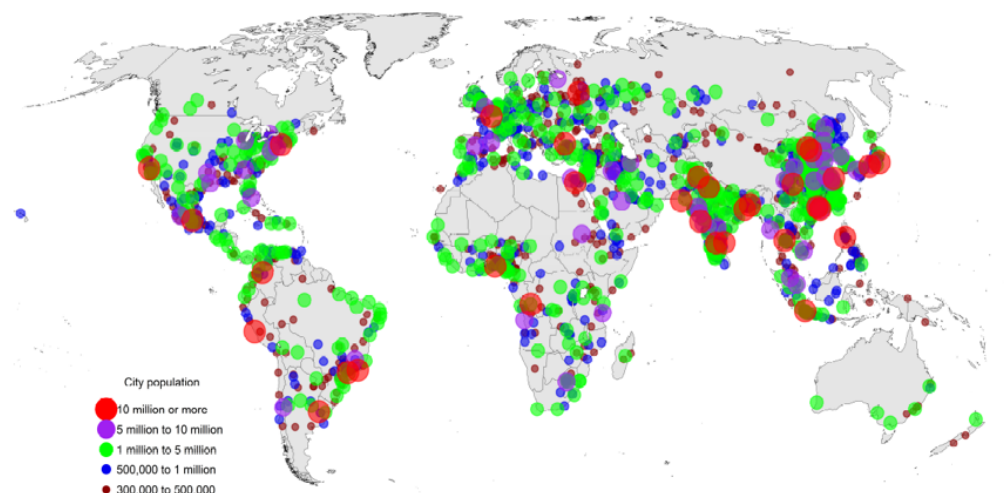 City population
10 million or more
5 million to 10 million
1 million to 5 million
500,000 to 1 million
300,000 to 500,000